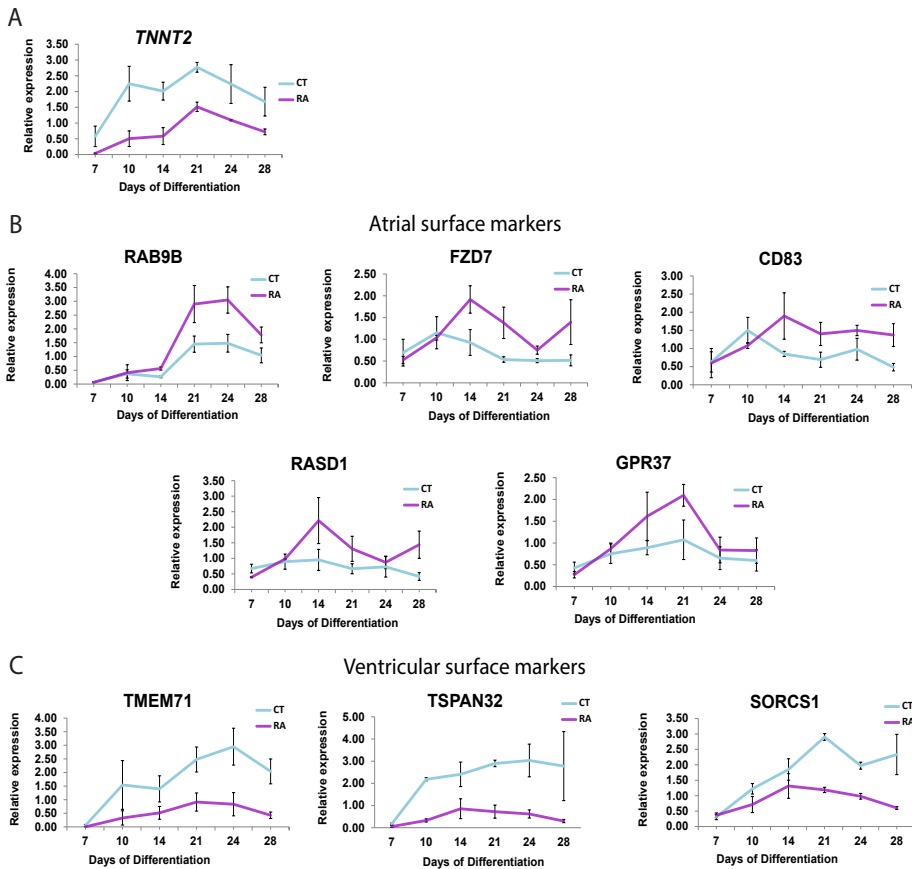 A
TNNT2
Relative expression
3.50
3.00
2.50
2.00
1.50
1.00
0.50
0.00
7 10 14 21 24 28
Days of Differentiation
CT
RA
B
Atrial surface markers
RAB9B
Relative expression
4.00
3.50
3.00
2.50
2.00
1.50
1.00
0.50
0.00
7 10 14 21 24 28
Days of Differentiation
CT
RA
FZD7
Relative expression
2.50
2.00
1.50
1.00
0.50
0.00
7 10 14 21 24 28
Days of Differentiation
CT
RA
CD83
Relative expression
3.00
2.50
2.00
1.50
1.00
0.50
0.00
7 10 14 21 24 28
Days of Differentiation
CT
RA
RASD1
Relative expression
3.50
3.00
2.50
2.00
1.50
1.00
0.50
0.00
7 10 14 21 24 28
Days of Differentiation
CT
RA
GPR37
Relative expression
2.50
2.00
1.50
1.00
0.50
0.00
7 10 14 21 24 28
Days of Differentiation
CT
RA
C
Ventricular surface markers
TMEM71
Relative expression
4.00
3.50
3.00
2.50
2.00
1.50
1.00
0.50
0.00
7 10 14 21 24 28
Days of Differentiation
CT
RA
TSPAN32
Relative expression
5.00
4.00
3.00
2.00
1.00
0.00
7 10 14 21 24 28
Days of Differentiation
CT
RA
SORCS1
Relative expression
3.50
3.00
2.50
2.00
1.50
1.00
0.50
0.00
7 10 14 21 24 28
Days of Differentiation
CT
RA